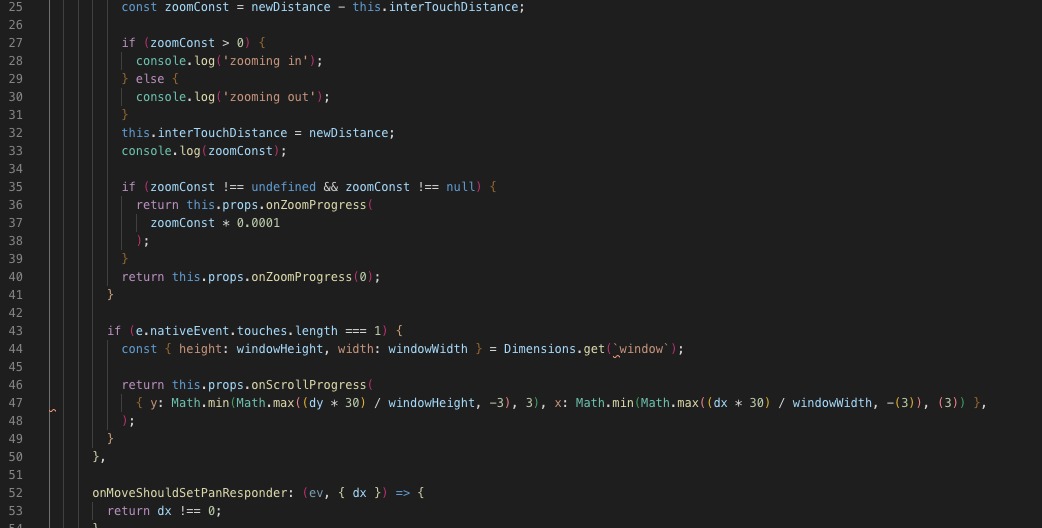 25 const zoomConst = newDistance - this.interTouchDistance;
26
27 if (zoomConst > 0) {
28 console.log('zooming in');
29 } else {
30 console.log('zooming out');
31 }
32 this.interTouchDistance = newDistance;
33 console.log(zoomConst);
34
35 if (zoomConst !== undefined && zoomConst !== null) {
36 return this.props.onZoomProgress(
37 zoomConst * 0.0001
38 );
39 }
40 return this.props.onZoomProgress(0);
41 }
42
43 if (e.nativeEvent.touches.length === 1) {
44 const { height: windowHeight, width: windowWidth } = Dimensions.get(`window`);
45
46 return this.props.onScrollProgress(
47 { y: Math.min(Math.max((dy * 30) / windowHeight, -3), 3), x: Math.min(Math.max((dx * 30) / windowWidth, -(3)), (3)) },
48 );
49 }
50 },
51
52 onMoveShouldSetPanResponder: (ev, { dx }) => {
53 return dx !== 0;
54 }